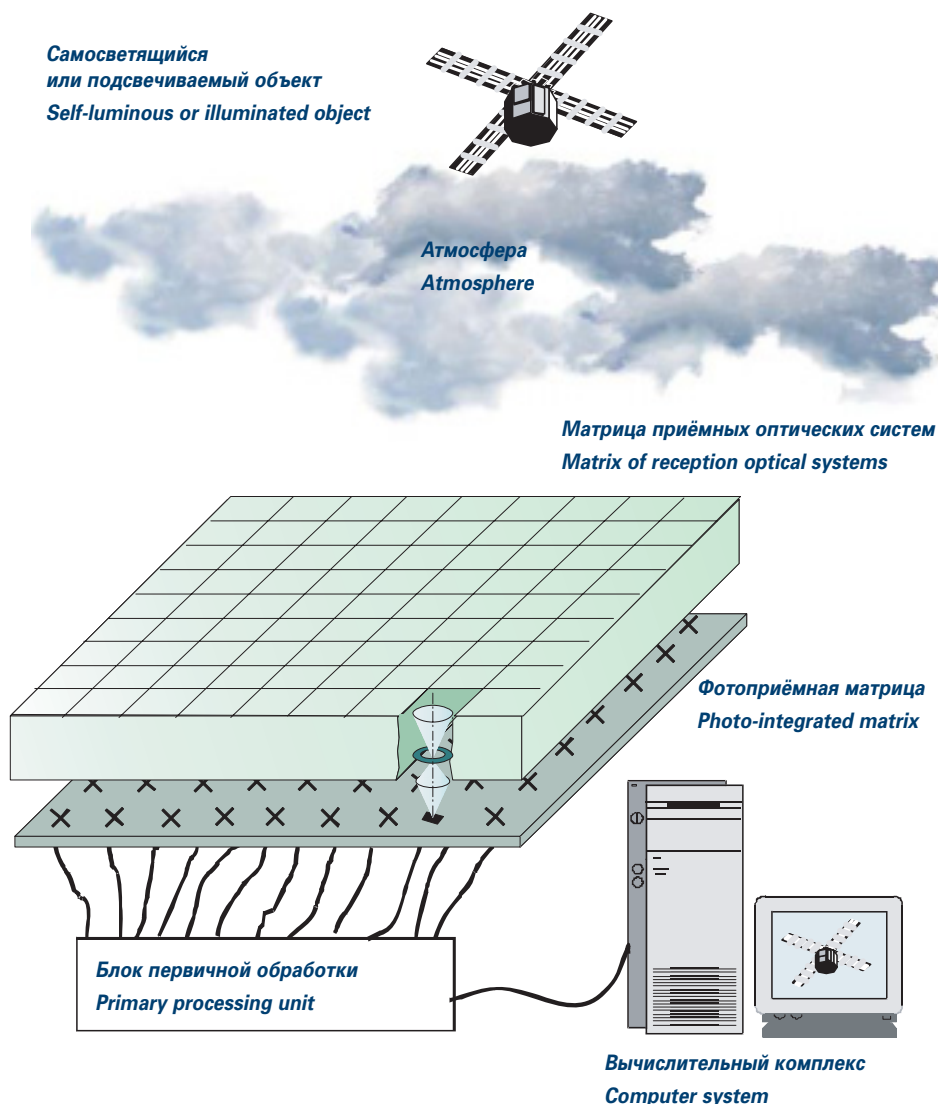 Самосветящийся
или подсвечиваемый объект
Self-luminous or illuminated object
Атмосфера
Atmosphere
Матрица приёмных оптических систем
Matrix of reception optical systems
Фотоприёмная матрица
Photo-integrated matrix
Блок первичной обработки
Primary processing unit
Вычислительный комплекс
Computer system